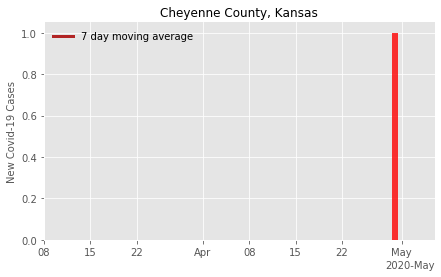 Cheyenne County, Kansas
7 day moving average
New Covid-19 Cases
1.0
0.8
0.6
0.4
0.2
0.0
08 15 22 Apr 08 15 22 May
2020-May